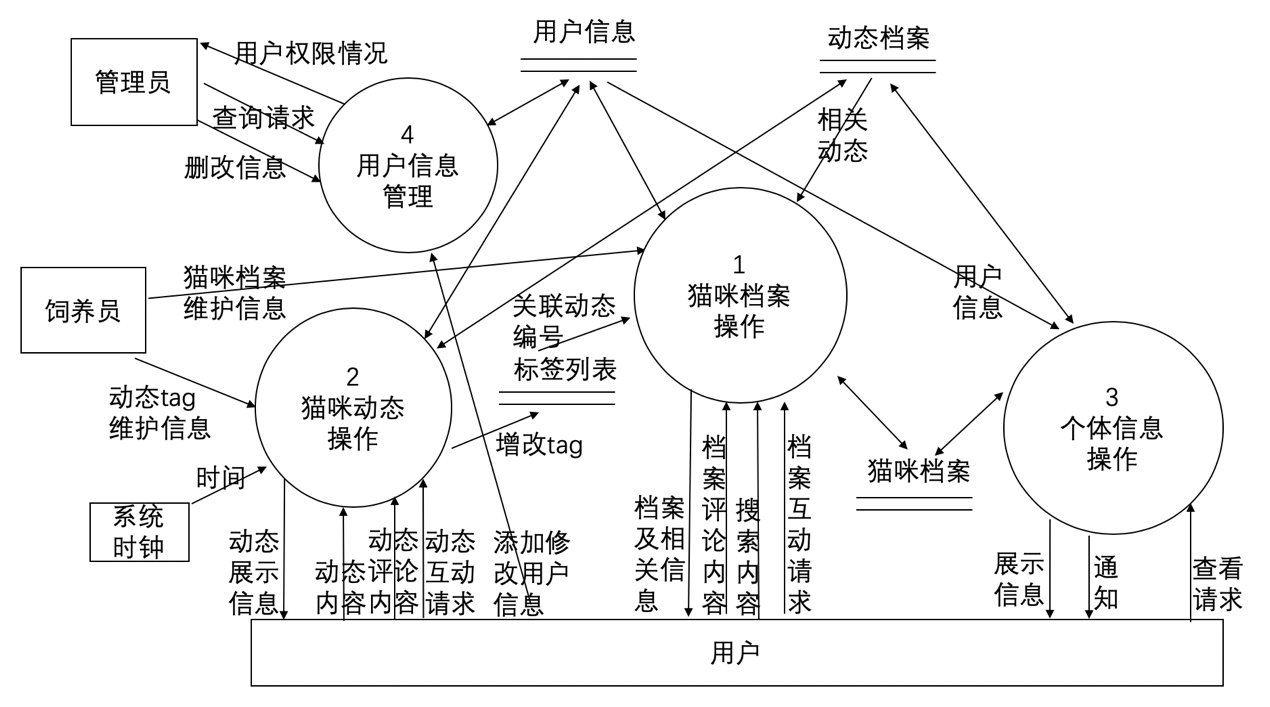 用户信息
动态档案
用户权限情况
管理员
查询请求
相关
动态
4
用户信息
管理
删改信息
1
猫咪档案
操作
猫咪档案
维护信息
用户
信息
饲养员
关联动态
编号
标签列表
2
猫咪动态
操作
动态tag
维护信息
3
个体信息
操作
增改tag
时间
猫咪档案
系统
时钟
动态
展示
信息
动态
内容
动态
评论
内容
动态
互动
请求
添加修
改用户
信息
档案
及相
关信
息
档
案
评
论
内
容
搜
索
内
容
档
案
互
动
请
求
展示
信息
通
知
查看
请求
用户